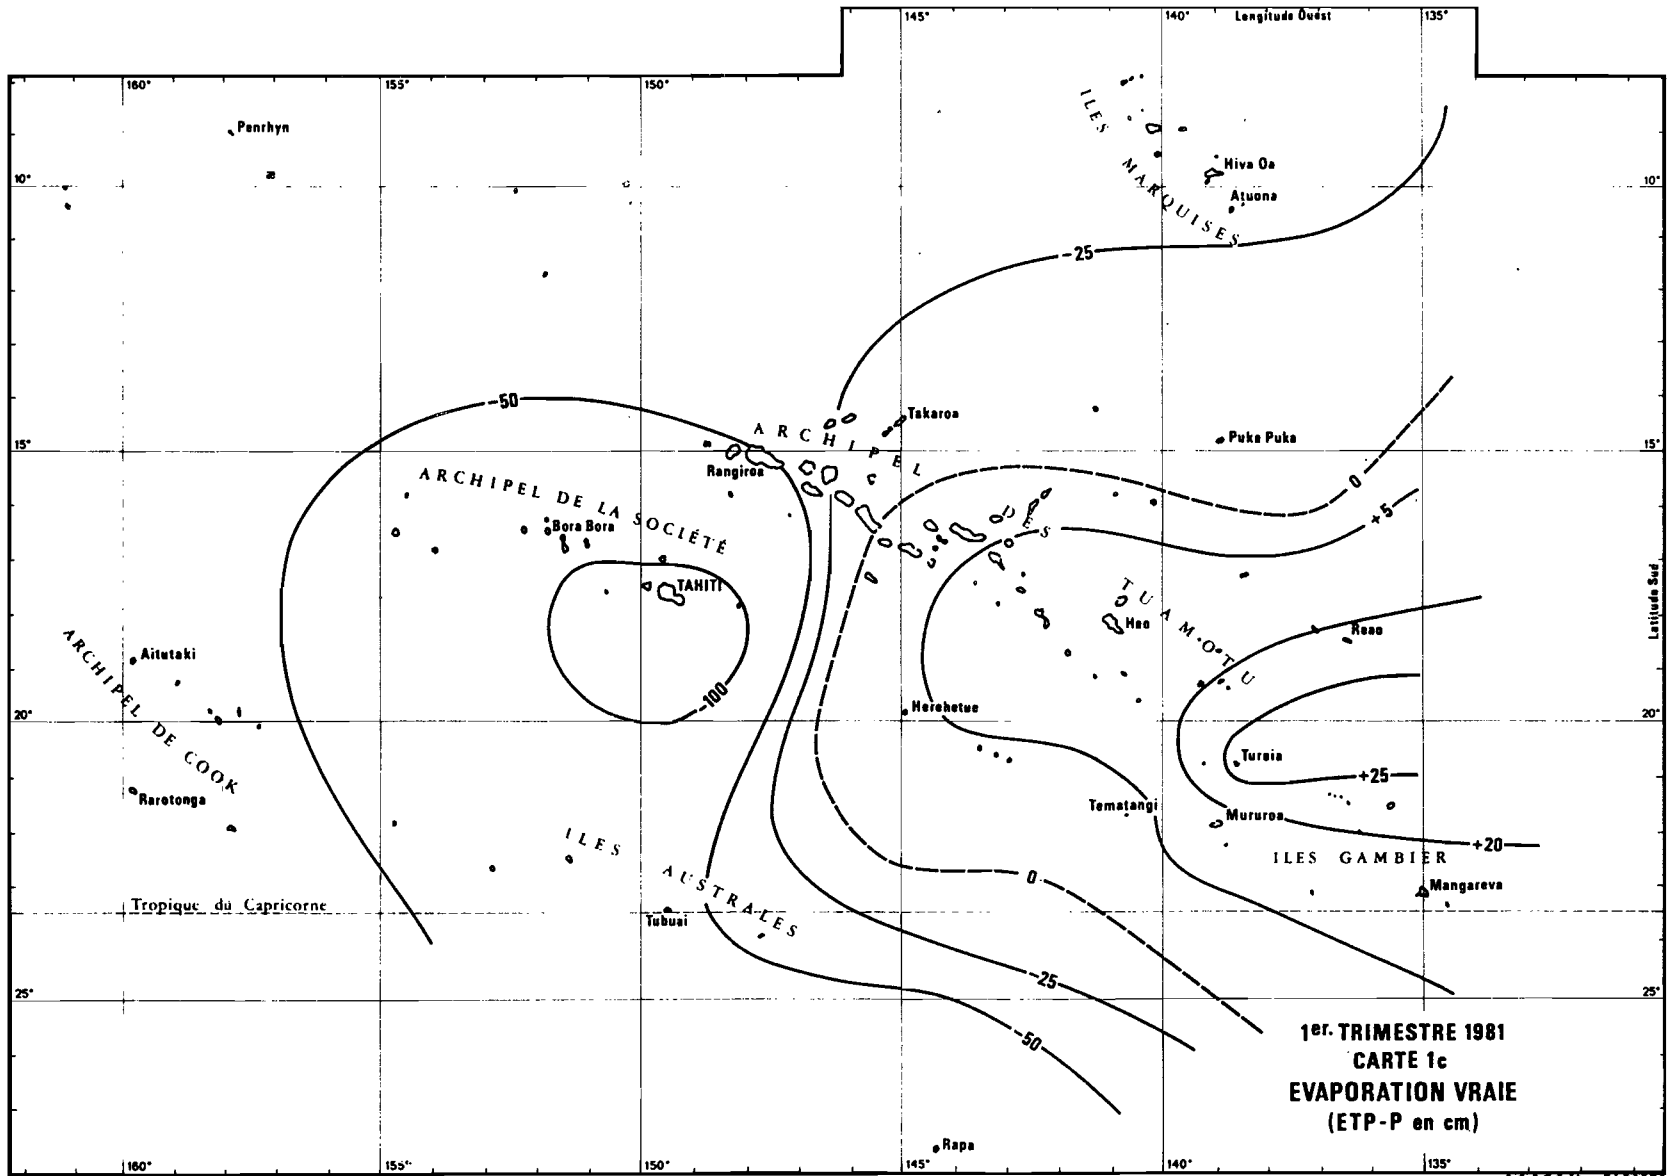 145°
140°
Longitude Ouest
135°
160°
155°
150°
ILES MARQUISES
Penrhyn
Hiva Oa
10°
10°
Atuona
-25
-50
Takaroa
ARCHIPEL DES TUAMOTU
Puka Puka
15°
15°
Rangiroa
0
ARCHIPEL DE LA SOCIÉTÉ
+5
Bora Bora
TAHITI
Latitude Sud
Hao
Reao
ARCHIPEL DE COOK
Aitutaki
-100
Herehetue
20°
20°
Tureia
+25
Rarotonga
Tematangi
Mururoa
ILES AUSTRALES
+20
ILES GAMBIER
0
Mangareva
Tropique du Capricorne
Tubuai
-25
25°
25°
-50
1er. TRIMESTRE 1981
CARTE 1c
EVAPORATION VRAIE
(ETP-P en cm)
Rapa
160°
155°
150°
145°
140°
135°